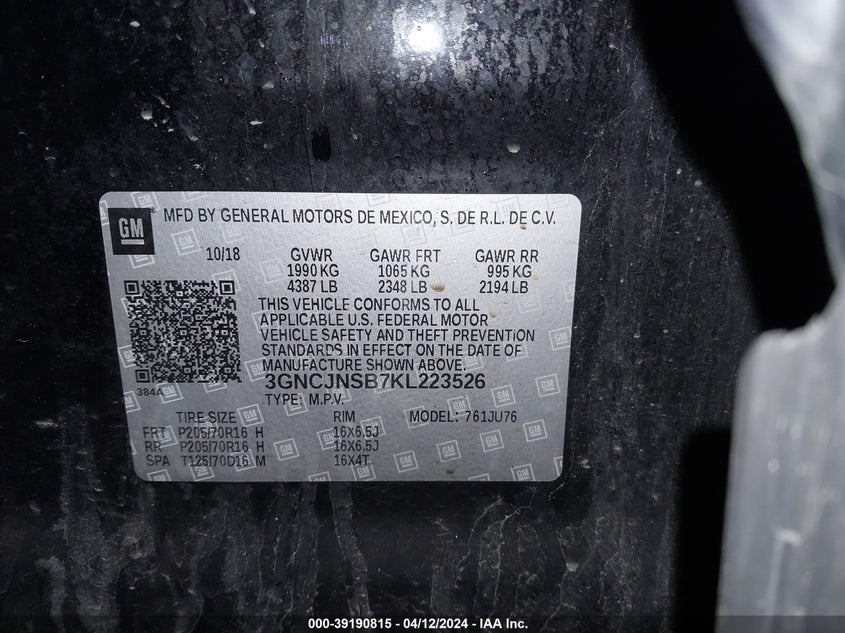 GM
MFD BY GENERAL MOTORS DE MEXICO, S. DE R.L. DE C.V.
10/18 GVWR GAWR FRT GAWR RR
1990 KG 1065 KG 995 KG
4387 LB 2348 LB 2194 LB
THIS VEHICLE CONFORMS TO ALL
APPLICABLE U.S. FEDERAL MOTOR
VEHICLE SAFETY AND THEFT PREVENTION
STANDARDS IN EFFECT ON THE DATE OF
MANUFACTURE SHOWN ABOVE.
384A 3GNCJNSB7KL223526
TYPE: M.P.V.
TIRE SIZE RIM MODEL: 761JU76
FRT P205/70R16 H 16X6.5J
RR P205/70R16 H 16X6.5J
SPA T125/70D16 M 16X4T
000-39190815 - 04/12/2024 - IAA Inc.